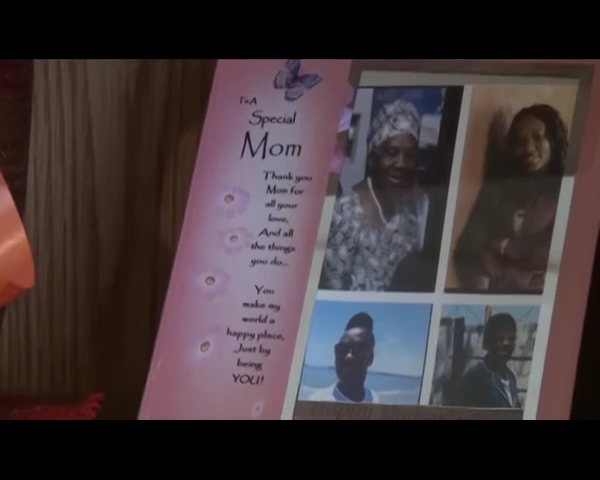 To A
Special
Mom
Thank you
Mom for
all your
love,
And all
the things
you do...
You
make my
world a
happy place,
Just by
being
YOU!